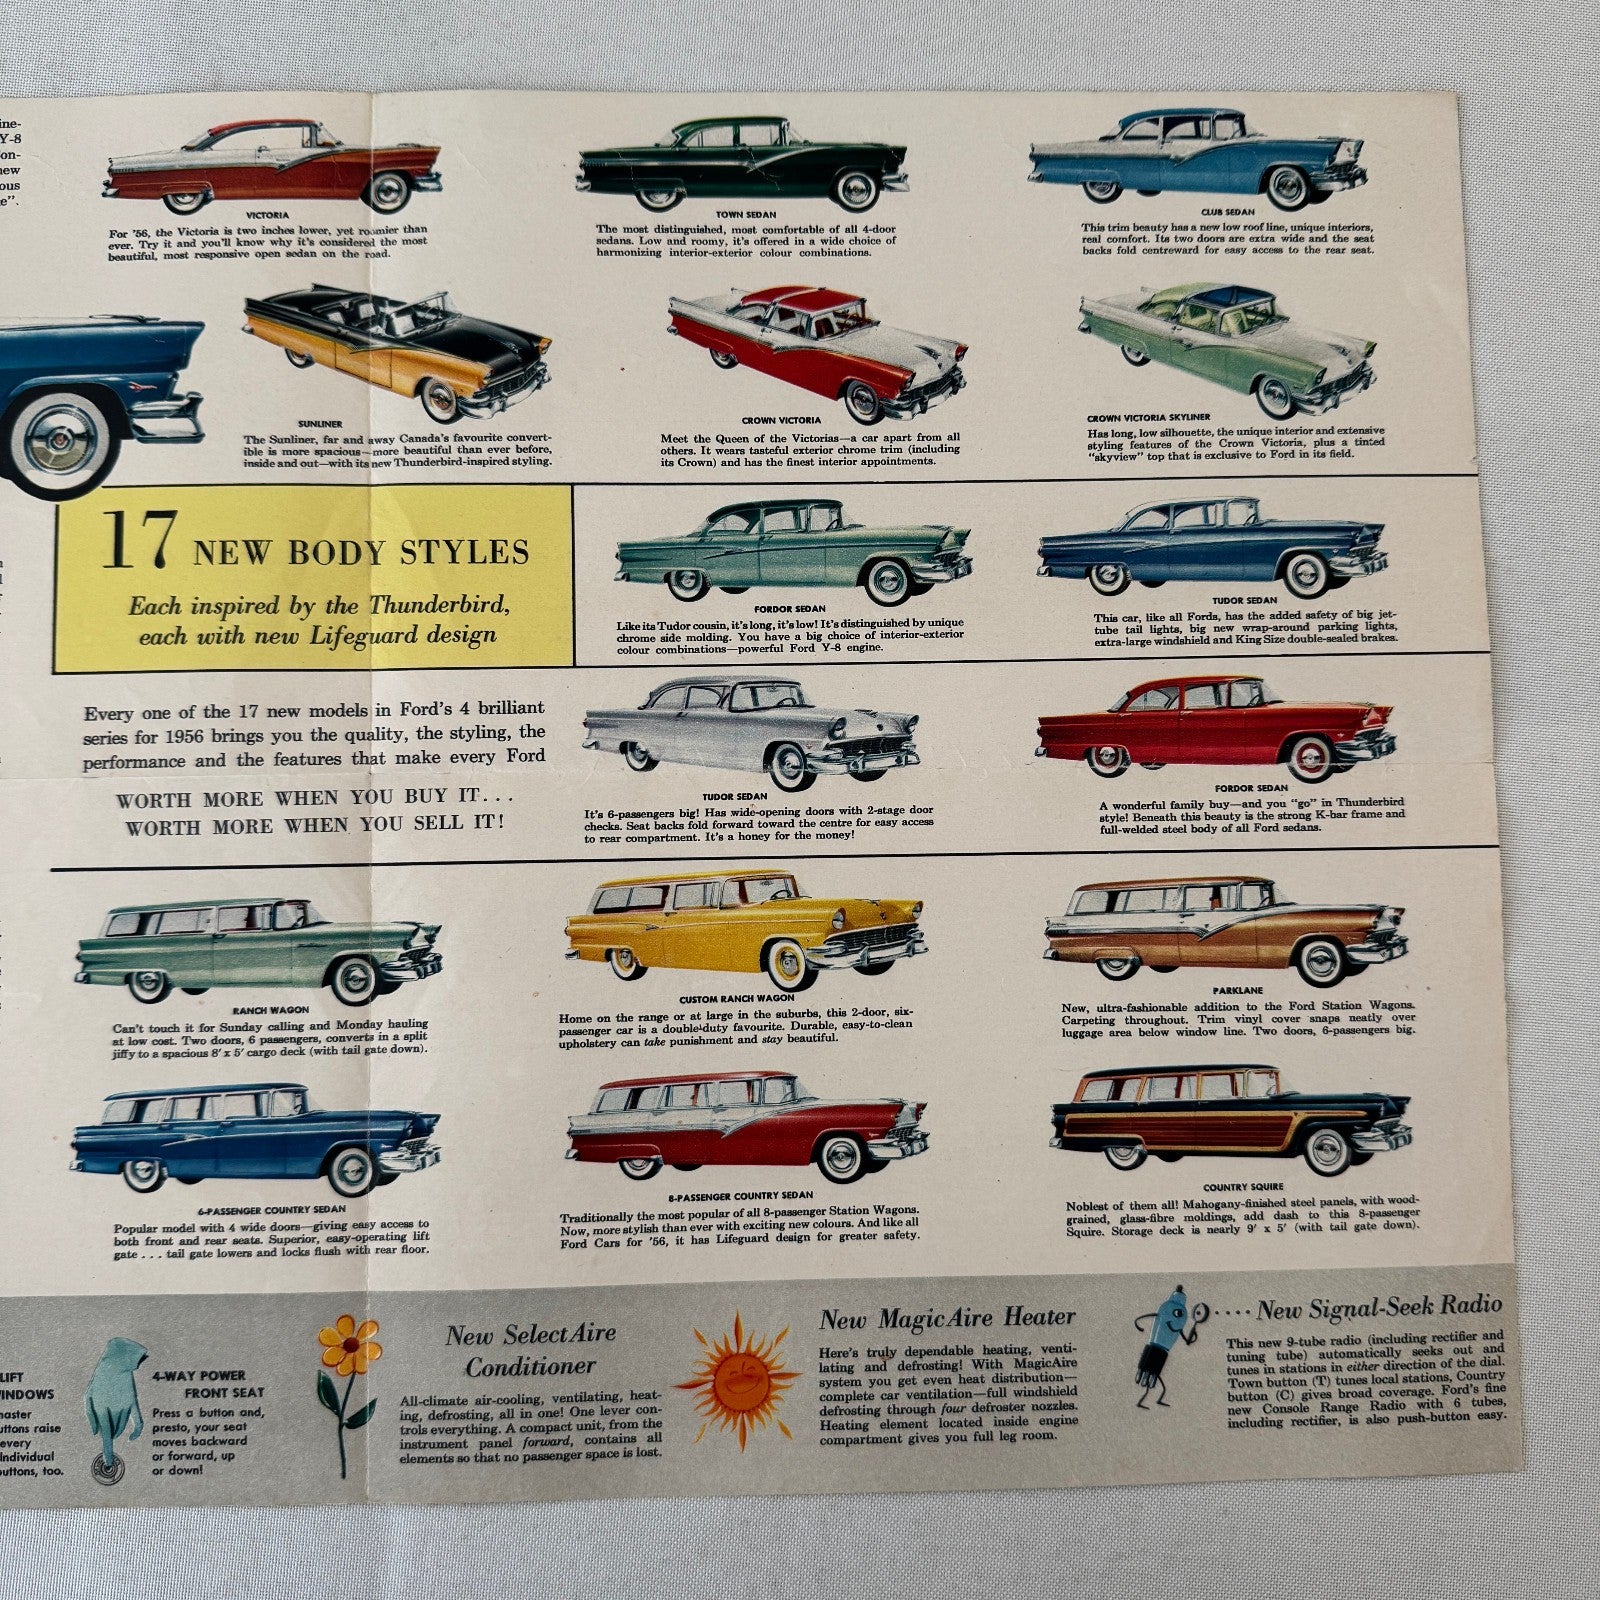 ine-
Y-8
on-
new
ous
e".
VICTORIA
For '56, the Victoria is two inches lower, yet roomier than
ever. Try it and you'll know why it's considered the most
beautiful, most responsive open sedan on the road.
TOWN SEDAN
The most distinguished, most comfortable of all 4-door
sedans. Low and roomy, it's offered in a wide choice of
harmonizing interior-exterior colour combinations.
CLUB SEDAN
This trim beauty has a new low roof line, unique interiors,
real comfort. Its two doors are extra wide and the seat
backs fold centreward for easy access to the rear seat.
SUNLINER
The Sunliner, far and away Canada's favourite convert-
ible is more spacious—more beautiful than ever before,
inside and out—with its new Thunderbird-inspired styling.
CROWN VICTORIA
Meet the Queen of the Victorias—a car apart from all
others. It wears tasteful exterior chrome trim (including
its Crown) and has the finest interior appointments.
CROWN VICTORIA SKYLINER
Has long, low silhouette, the unique interior and extensive
styling features of the Crown Victoria, plus a tinted
"skyview" top that is exclusive to Ford in its field.
17 NEW BODY STYLES
Each inspired by the Thunderbird,
each with new Lifeguard design
FORDOR SEDAN
Like its Tudor cousin, it's long, it's low! It's distinguished by unique
chrome side molding. You have a big choice of interior-exterior
colour combinations—powerful Ford Y-8 engine.
TUDOR SEDAN
This car, like all Fords, has the added safety of big jet-
tube tail lights, big new wrap-around parking lights,
extra-large windshield and King Size double-sealed brakes.
Every one of the 17 new models in Ford's 4 brilliant
series for 1956 brings you the quality, the styling, the
performance and the features that make every Ford
WORTH MORE WHEN YOU BUY IT...
WORTH MORE WHEN YOU SELL IT!
TUDOR SEDAN
It's 6-passengers big! Has wide-opening doors with 2-stage door
checks. Seat backs fold forward toward the centre for easy access
to rear compartment. It's a honey for the money!
FORDOR SEDAN
A wonderful family buy—and you "go" in Thunderbird
style! Beneath this beauty is the strong K-bar frame and
full-welded steel body of all Ford sedans.
RANCH WAGON
Can't touch it for Sunday calling and Monday hauling
at low cost. Two doors, 6 passengers, converts in a split
jiffy to a spacious 8' x 5' cargo deck (with tail gate down).
CUSTOM RANCH WAGON
Home on the range or at large in the suburbs, this 2-door, six-
passenger car is a double-duty favourite. Durable, easy-to-clean
upholstery can take punishment and stay beautiful.
PARKLANE
New, ultra-fashionable addition to the Ford Station Wagons.
Carpeting throughout. Trim vinyl cover snaps neatly over
luggage area below window line. Two doors, 6-passengers big.
6-PASSENGER COUNTRY SEDAN
Popular model with 4 wide doors—giving easy access to
both front and rear seats. Superior, easy-operating lift
gate . . . tail gate lowers and locks flush with rear floor.
8-PASSENGER COUNTRY SEDAN
Traditionally the most popular of all 8-passenger Station Wagons.
Now, more stylish than ever with exciting new colours. And like all
Ford Cars for '56, it has Lifeguard design for greater safety.
COUNTRY SQUIRE
Noblest of them all! Mahogany-finished steel panels, with wood-
grained, glass-fibre moldings, add dash to this 8-passenger
Squire. Storage deck is nearly 9' x 5' (with tail gate down).
LIFT
INDOWS
naster
uttons raise
every
Individual
buttons, too.
4-WAY POWER
FRONT SEAT
Press a button and,
presto, your seat
moves backward
or forward, up
or down!
New SelectAire
Conditioner
All-climate air-cooling, ventilating, heat-
ing, defrosting, all in one! One lever con-
trols everything. A compact unit, from the
instrument panel forward, contains all
elements so that no passenger space is lost.
New MagicAire Heater
Here's truly dependable heating, venti-
lating and defrosting! With MagicAire
system you get even heat distribution—
complete car ventilation—full windshield
defrosting through four defroster nozzles.
Heating element located inside engine
compartment gives you full leg room.
.... New Signal-Seek Radio
This new 9-tube radio (including rectifier and
tuning tube) automatically seeks out and
tunes in stations in either direction of the dial.
Town button (T) tunes local stations, Country
button (C) gives broad coverage. Ford's fine
new Console Range Radio with 6 tubes,
including rectifier, is also push-button easy.